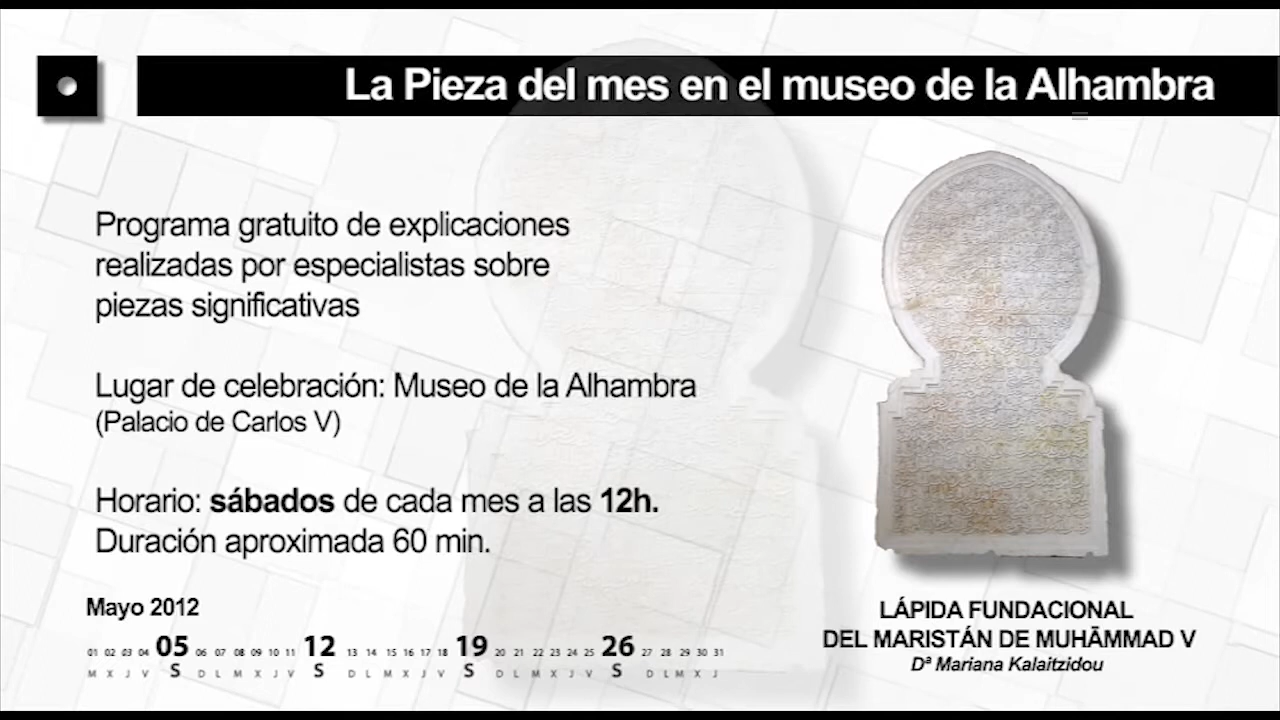 La Pieza del mes en el museo de la Alhambra
Programa gratuito de explicaciones
realizadas por especialistas sobre
piezas significativas
Lugar de celebración: Museo de la Alhambra
(Palacio de Carlos V)
Horario: sábados de cada mes a las 12h.
Duración aproximada 60 min.
Mayo 2012
01 02 03 04 05 06 07 08 09 10 11 12 13 14 15 16 17 18 19 20 21 22 23 24 25 26 27 28 29 30 31
M X J V S D L M X J V S D L M X J V S D L M X J V S D L M X J
LÁPIDA FUNDACIONAL
DEL MARISTÁN DE MUHĀMMAD V
Dª Mariana Kalaitzidou